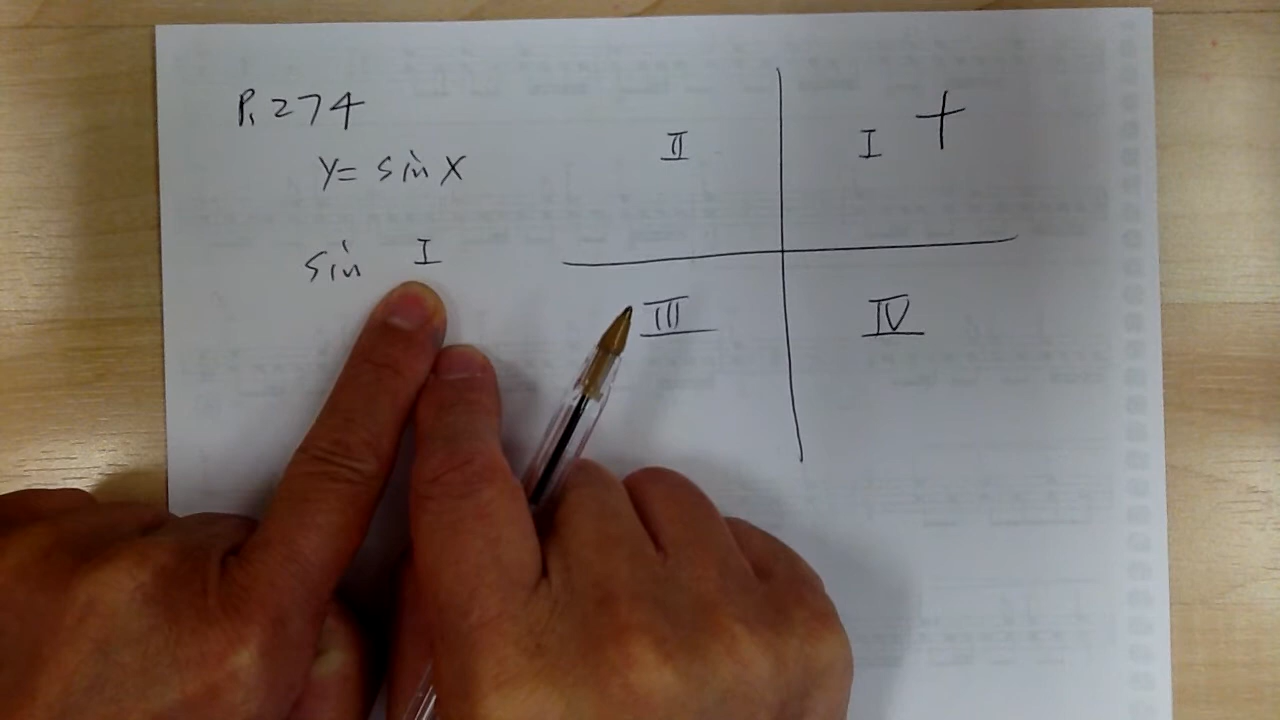 P.274
y = sin x
sin I
II I +
III IV